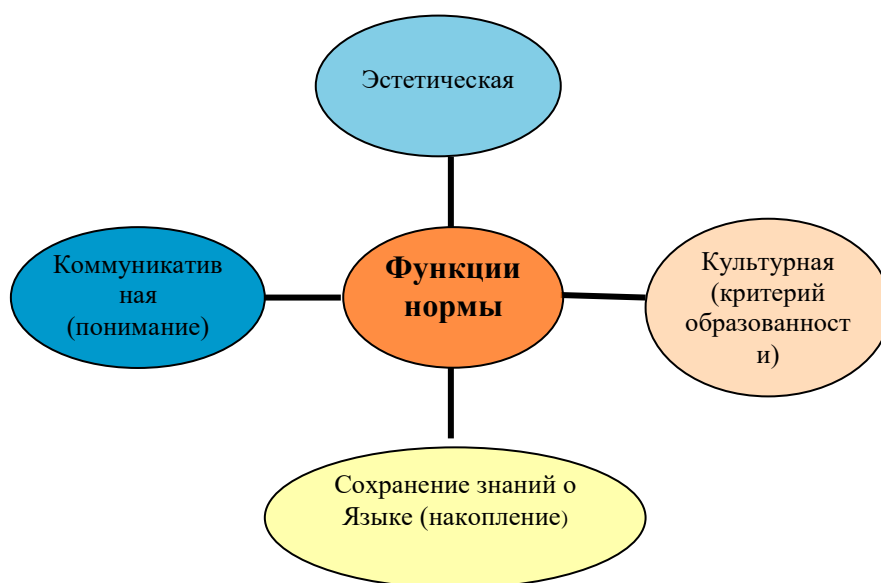 Эстетическая
Коммуникатив
ная
(понимание)
Функции
нормы
Культурная
(критерий
образованност
и)
Сохранение знаний о
Языке (накопление)